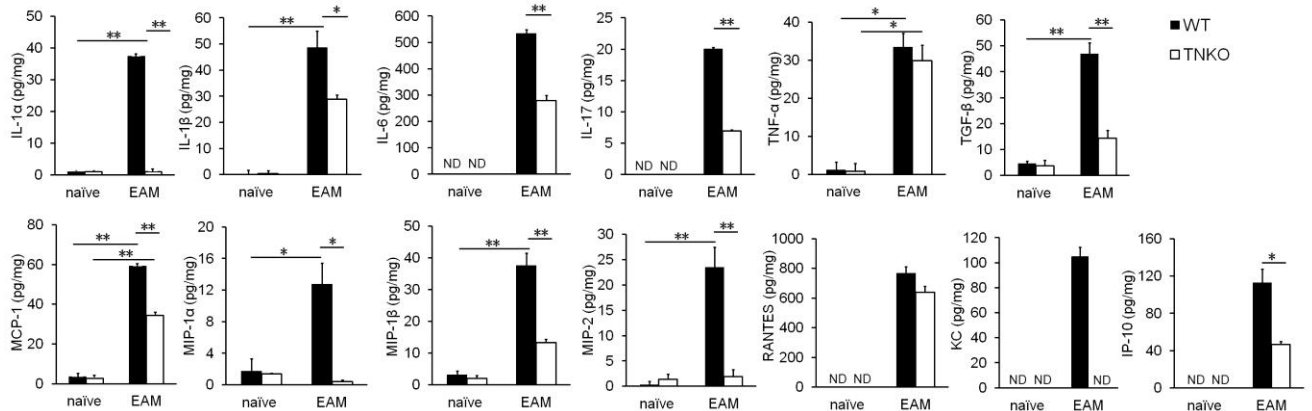 IL-1α (pg/mg)
50
40
30
20
10
0
**
**
naïve
EAM
IL-1β (pg/mg)
60
50
40
30
20
10
0
**
*
naïve
EAM
IL-6 (pg/mg)
600
500
400
300
200
100
0
**
ND
ND
naïve
EAM
IL-17 (pg/mg)
25
20
15
10
5
0
**
ND
ND
naïve
EAM
TNF-α (pg/mg)
40
30
20
10
0
*
*
naïve
EAM
TGF-β (pg/mg)
60
50
40
30
20
10
0
**
**
naïve
EAM
WT
TNKO
MCP-1 (pg/mg)
80
60
40
20
0
**
**
**
naïve
EAM
MIP-1α (pg/mg)
16
12
8
4
0
*
*
naïve
EAM
MIP-1β (pg/mg)
50
40
30
20
10
0
**
**
naïve
EAM
MIP-2 (pg/mg)
30
25
20
15
10
5
0
**
**
naïve
EAM
RANTES (pg/mg)
1000
800
600
400
200
0
ND
ND
naïve
EAM
KC (pg/mg)
120
100
80
60
40
20
0
ND
ND
ND
naïve
EAM
IP-10 (pg/mg)
160
120
80
40
0
*
ND
ND
naïve
EAM